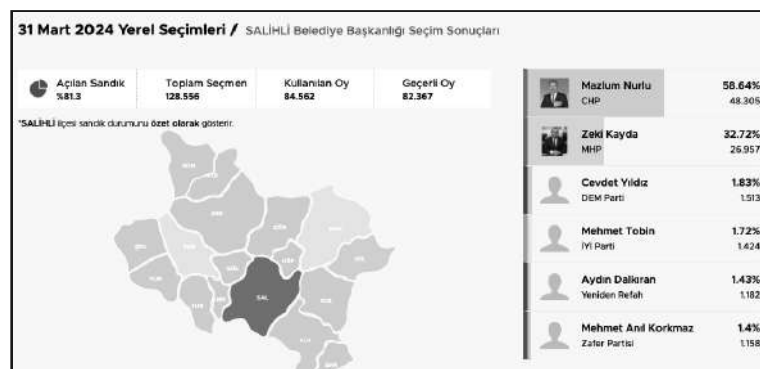 31 Mart 2024 Yerel Seçimleri / SALİHLİ Belediye Başkanlığı Seçim Sonuçları
Açılan Sandık
%81.3
Toplam Seçmen
128.556
Kullanılan Oy
84.562
Geçerli Oy
82.367
*SALİHLİ ilçesi sandık durumunu özet olarak gösterir.
SAL
Mazlum Nurlu 58.64%
CHP 48.305
Zeki Kayda 32.72%
MHP 26.957
Cevdet Yıldız 1.83%
DEM Parti 1.513
Mehmet Tobin 1.72%
İYİ Parti 1.424
Aydın Dalkıran 1.43%
Yeniden Refah 1.182
Mehmet Anıl Korkmaz 1.4%
Zafer Partisi 1.158